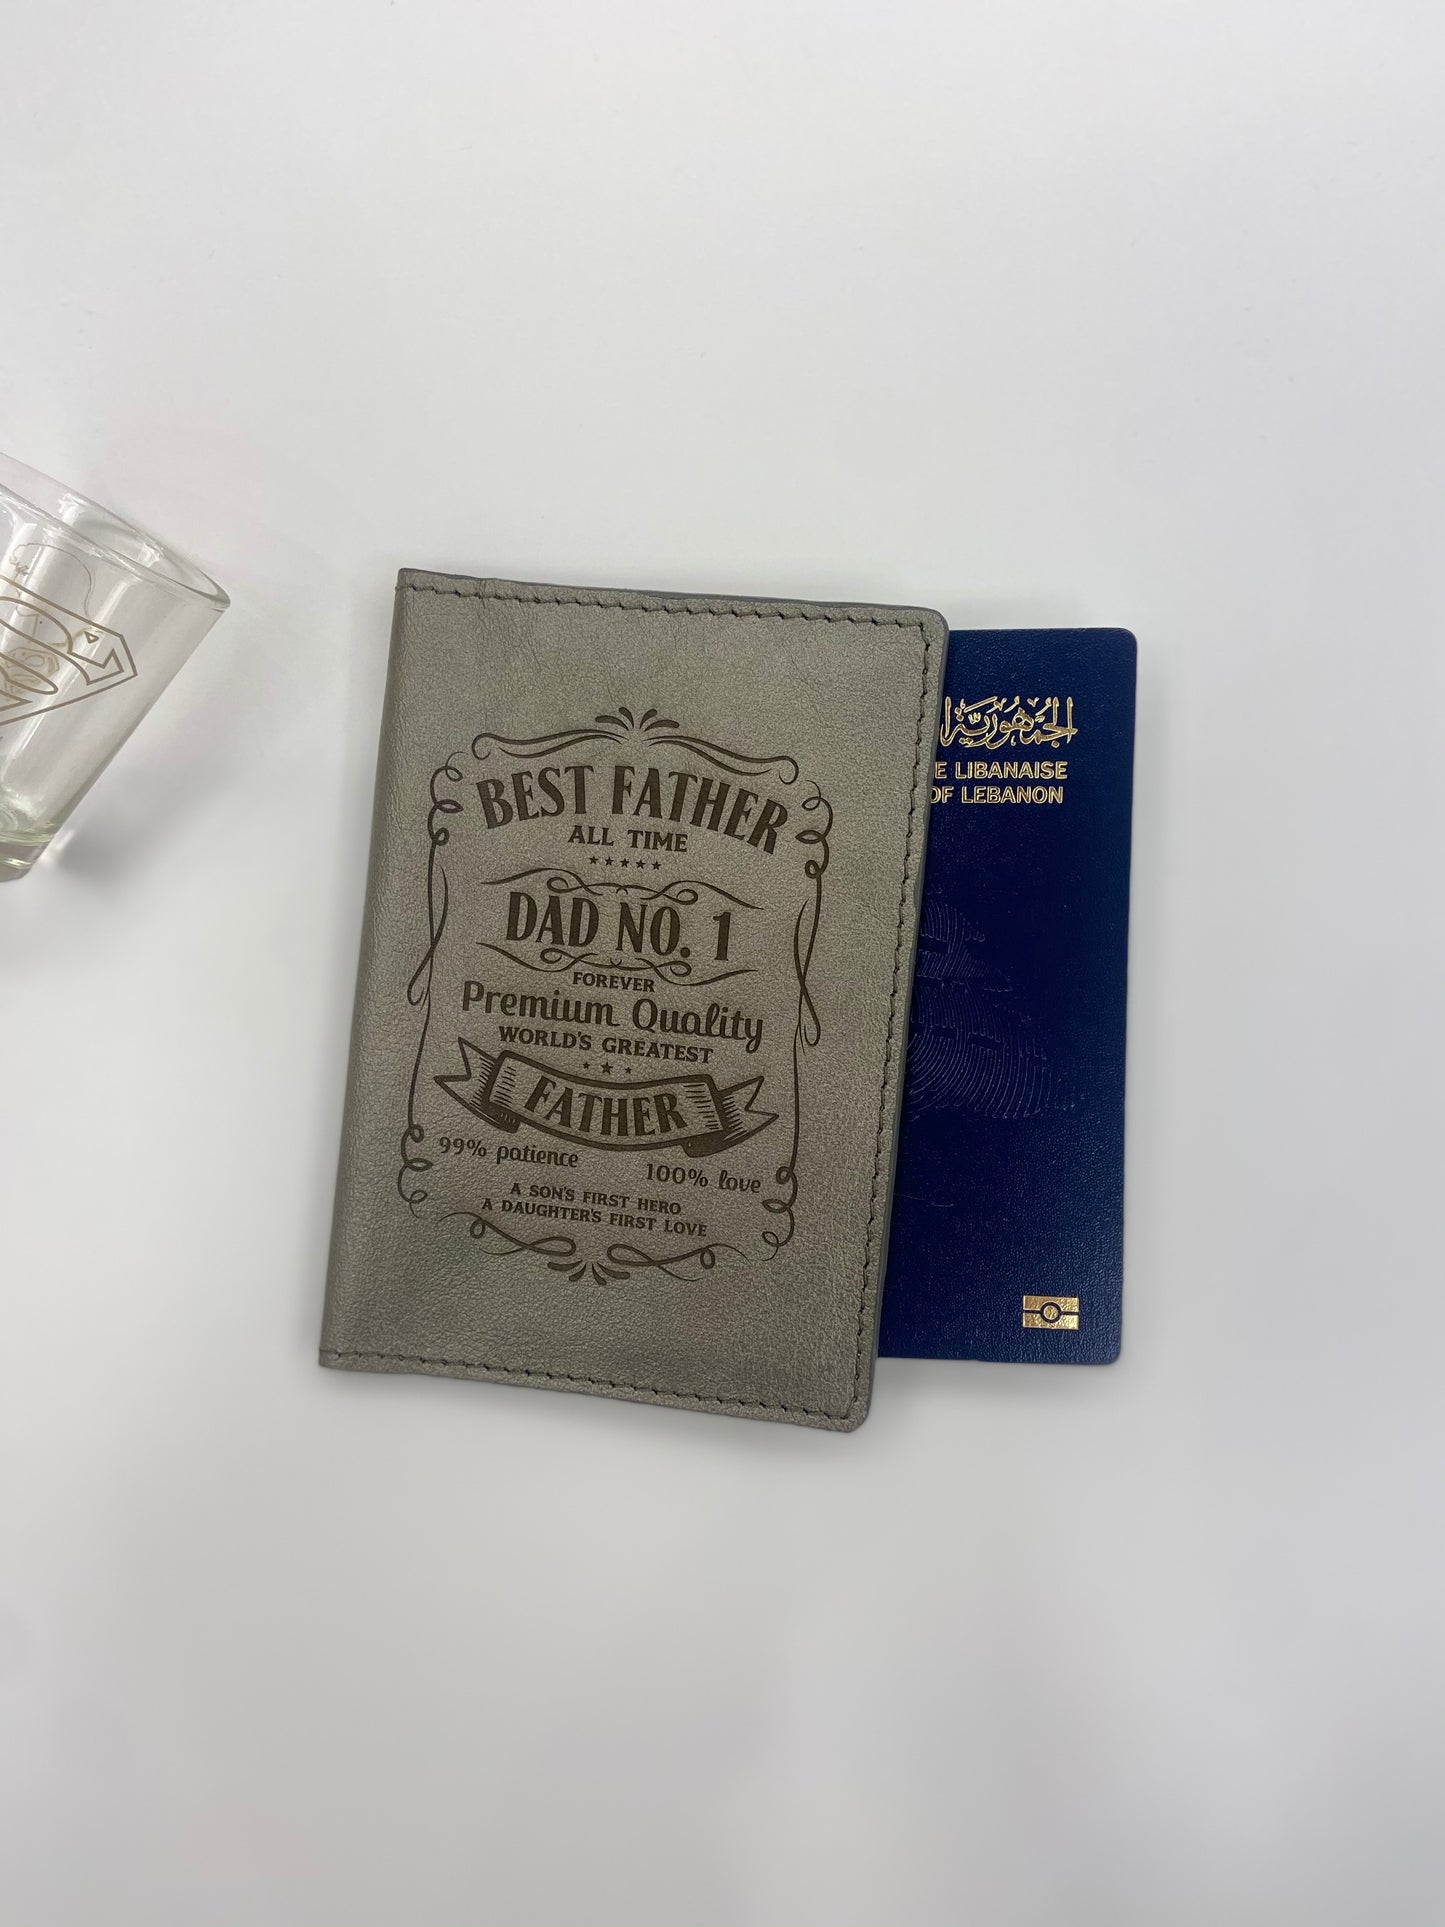 BEST FATHER
ALL TIME
DAD NO. 1
FOREVER
Premium Quality
WORLD'S GREATEST
FATHER
99% patience
100% love
A SON'S FIRST HERO
A DAUGHTER'S FIRST LOVE
الجمهورية
LIBANAISE
OF LEBANON